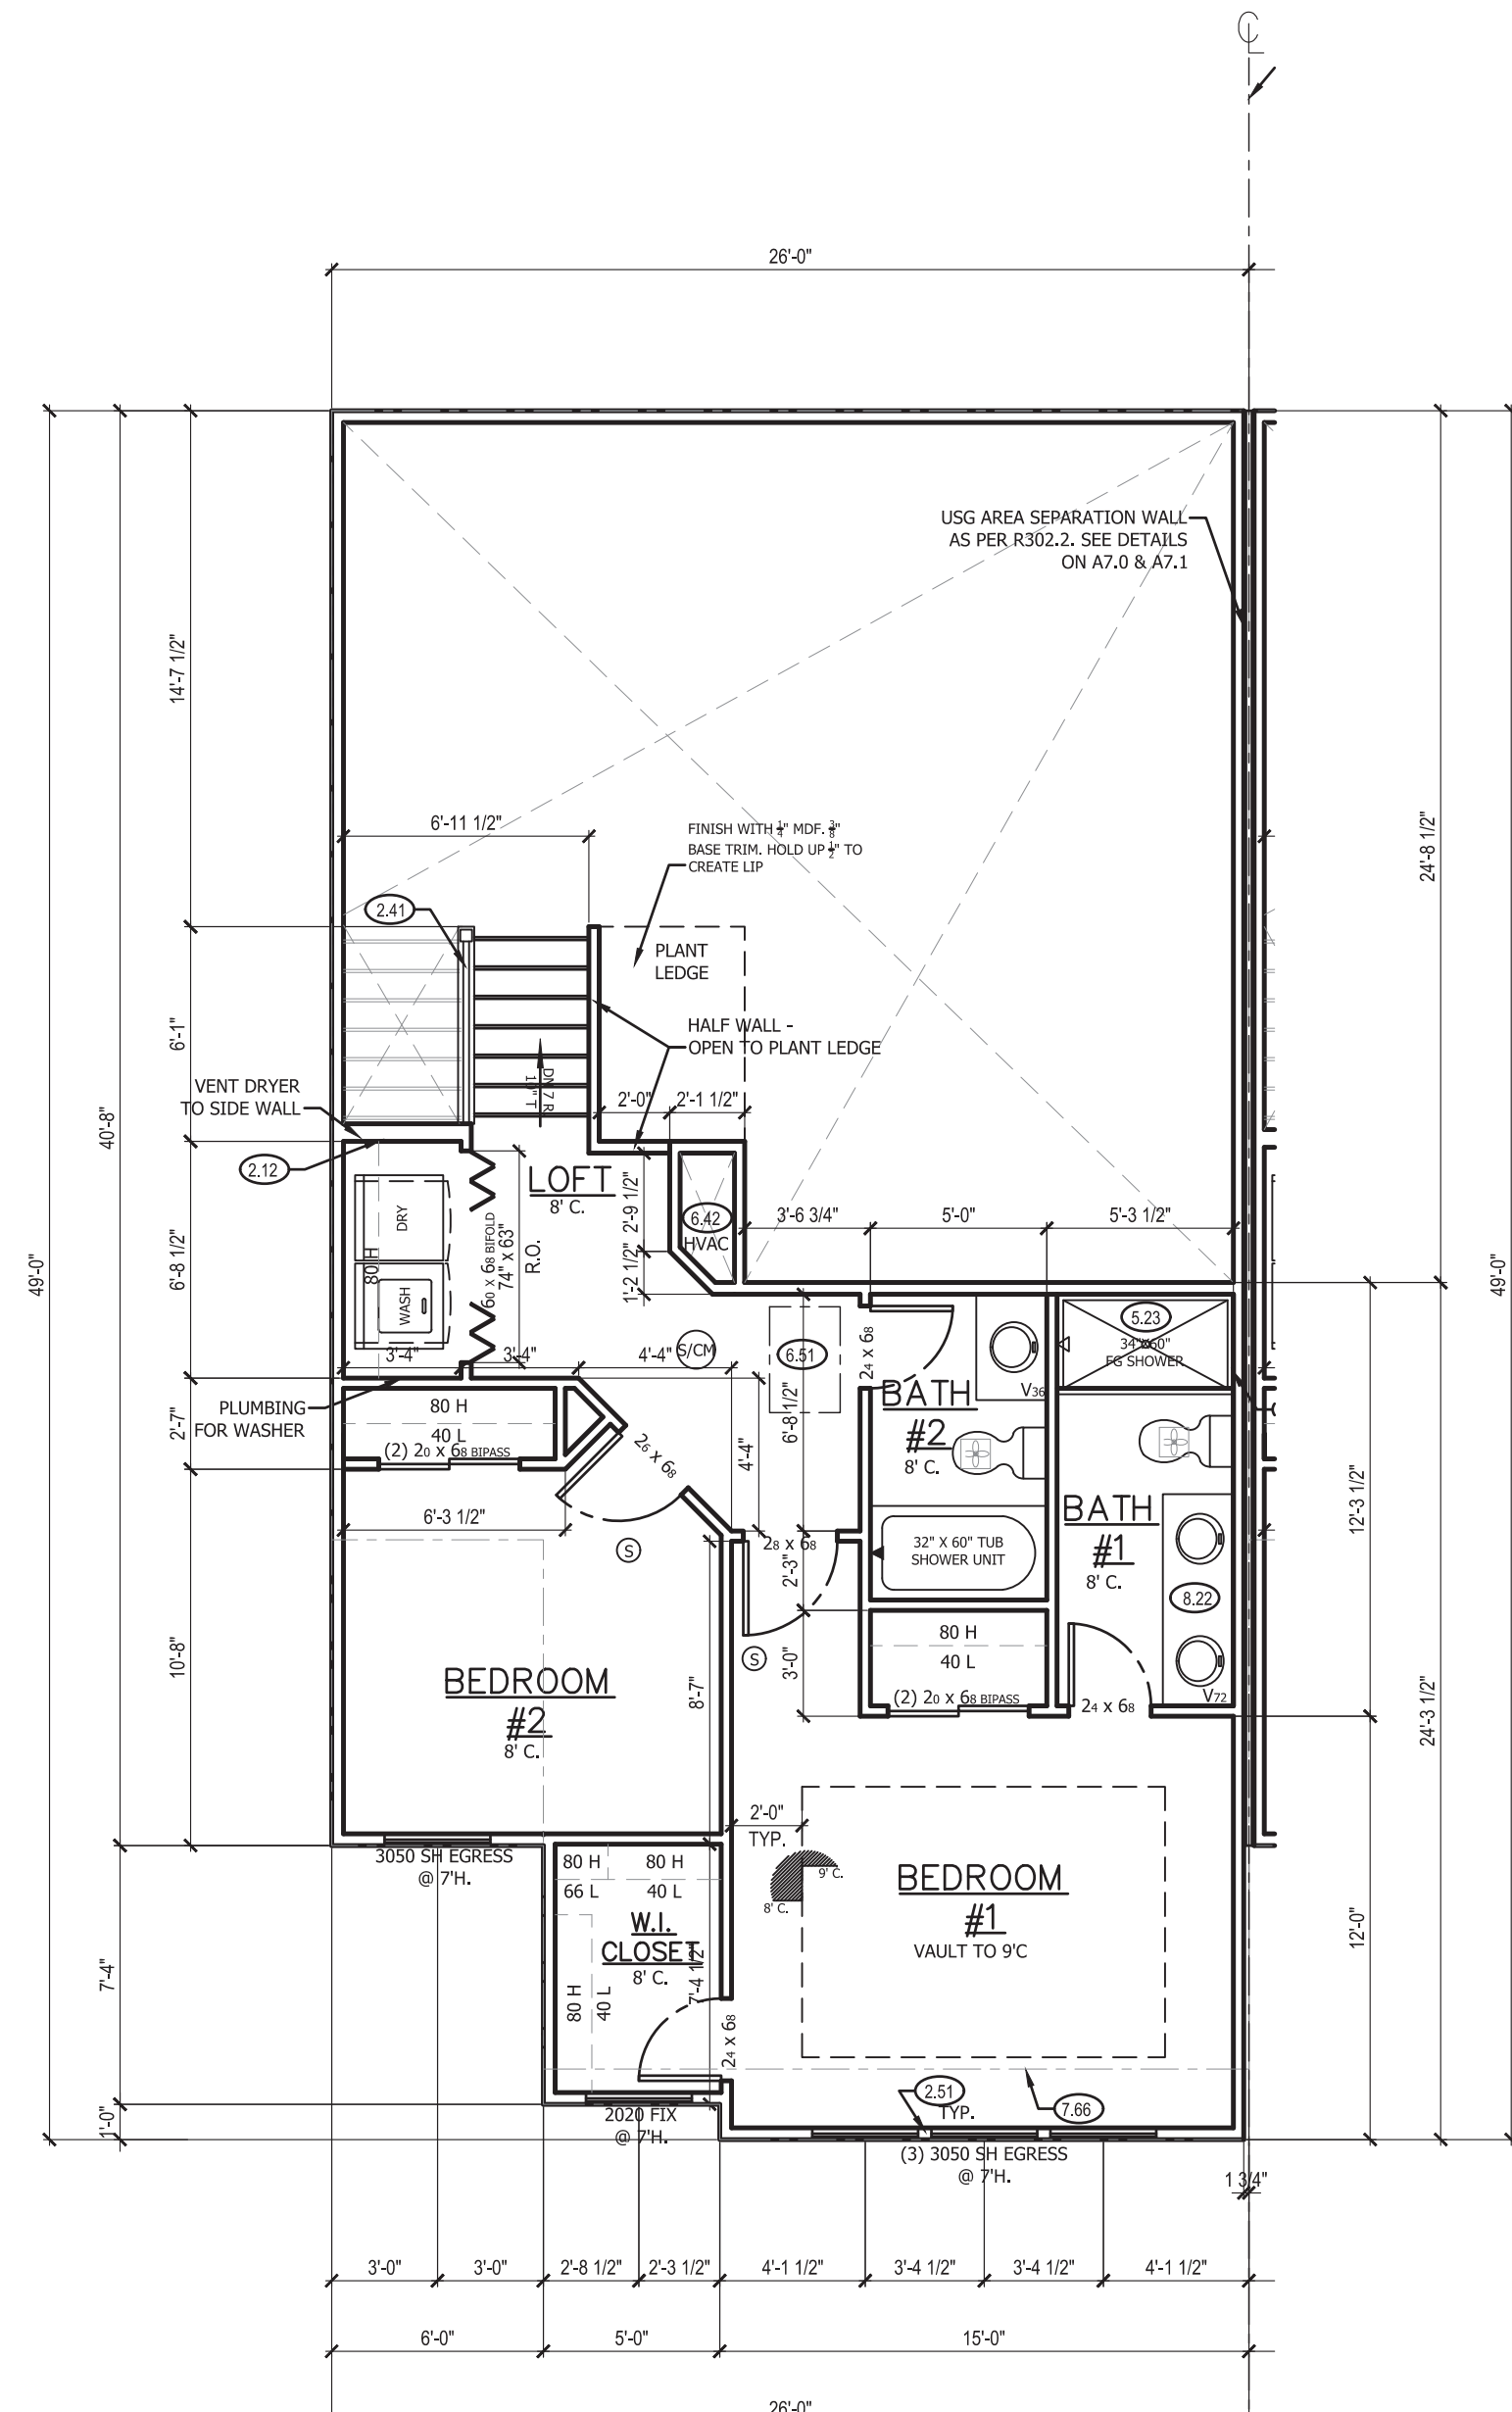 CL
26'-0"
USG AREA SEPARATION WALL
AS PER R302.2. SEE DETAILS
ON A7.0 & A7.1
14'-7 1/2"
24'-8 1/2"
6'-11 1/2"
FINISH WITH 1/4" MDF. 3/8"
BASE TRIM. HOLD UP 1/2" TO
CREATE LIP
2.41
PLANT
LEDGE
6'-1"
HALF WALL -
OPEN TO PLANT LEDGE
VENT DRYER
TO SIDE WALL
DN 7 R
10" T
2'-0"
2'-1 1/2"
40'-8"
2.12
LOFT
8' C.
2'-9 1/2"
6.42
HVAC
3'-6 3/4"
5'-0"
5'-3 1/2"
DRY
80 H
WASH
60 x 68 BIFOLD
74" x 63"
R.O.
1'-2 1/2"
6'-8 1/2"
49'-0"
49'-0"
5.23
34"X60"
FG SHOWER
24 x 68
6.51
S/CM
3'-4"
3'-4"
4'-4"
V36
BATH
#2
8' C.
PLUMBING
FOR WASHER
80 H
40 L
(2) 20 x 68 BIPASS
2'-7"
26 x 68
4'-4"
6'-8 1/2"
6'-3 1/2"
12'-3 1/2"
BATH
#1
8' C.
S
28 x 68
32" X 60" TUB
SHOWER UNIT
2'-3"
8.22
80 H
40 L
(2) 20 x 68 BIPASS
S
3'-0"
V72
24 x 68
10'-8"
BEDROOM
#2
8' C.
8'-7"
24'-3 1/2"
2'-0"
TYP.
3050 SH EGRESS
@ 7'H.
9' C.
8' C.
BEDROOM
#1
VAULT TO 9'C
80 H
66 L
80 H
40 L
W.I.
CLOSET
8' C.
80 H
40 L
7'-4 1/2"
12'-0"
7'-4"
24 x 68
2.51
TYP.
7.66
1'-0"
2020 FIX
@ 7'H.
(3) 3050 SH EGRESS
@ 7'H.
1 3/4"
3'-0"
3'-0"
2'-8 1/2"
2'-3 1/2"
4'-1 1/2"
3'-4 1/2"
3'-4 1/2"
4'-1 1/2"
6'-0"
5'-0"
15'-0"
26'-0"